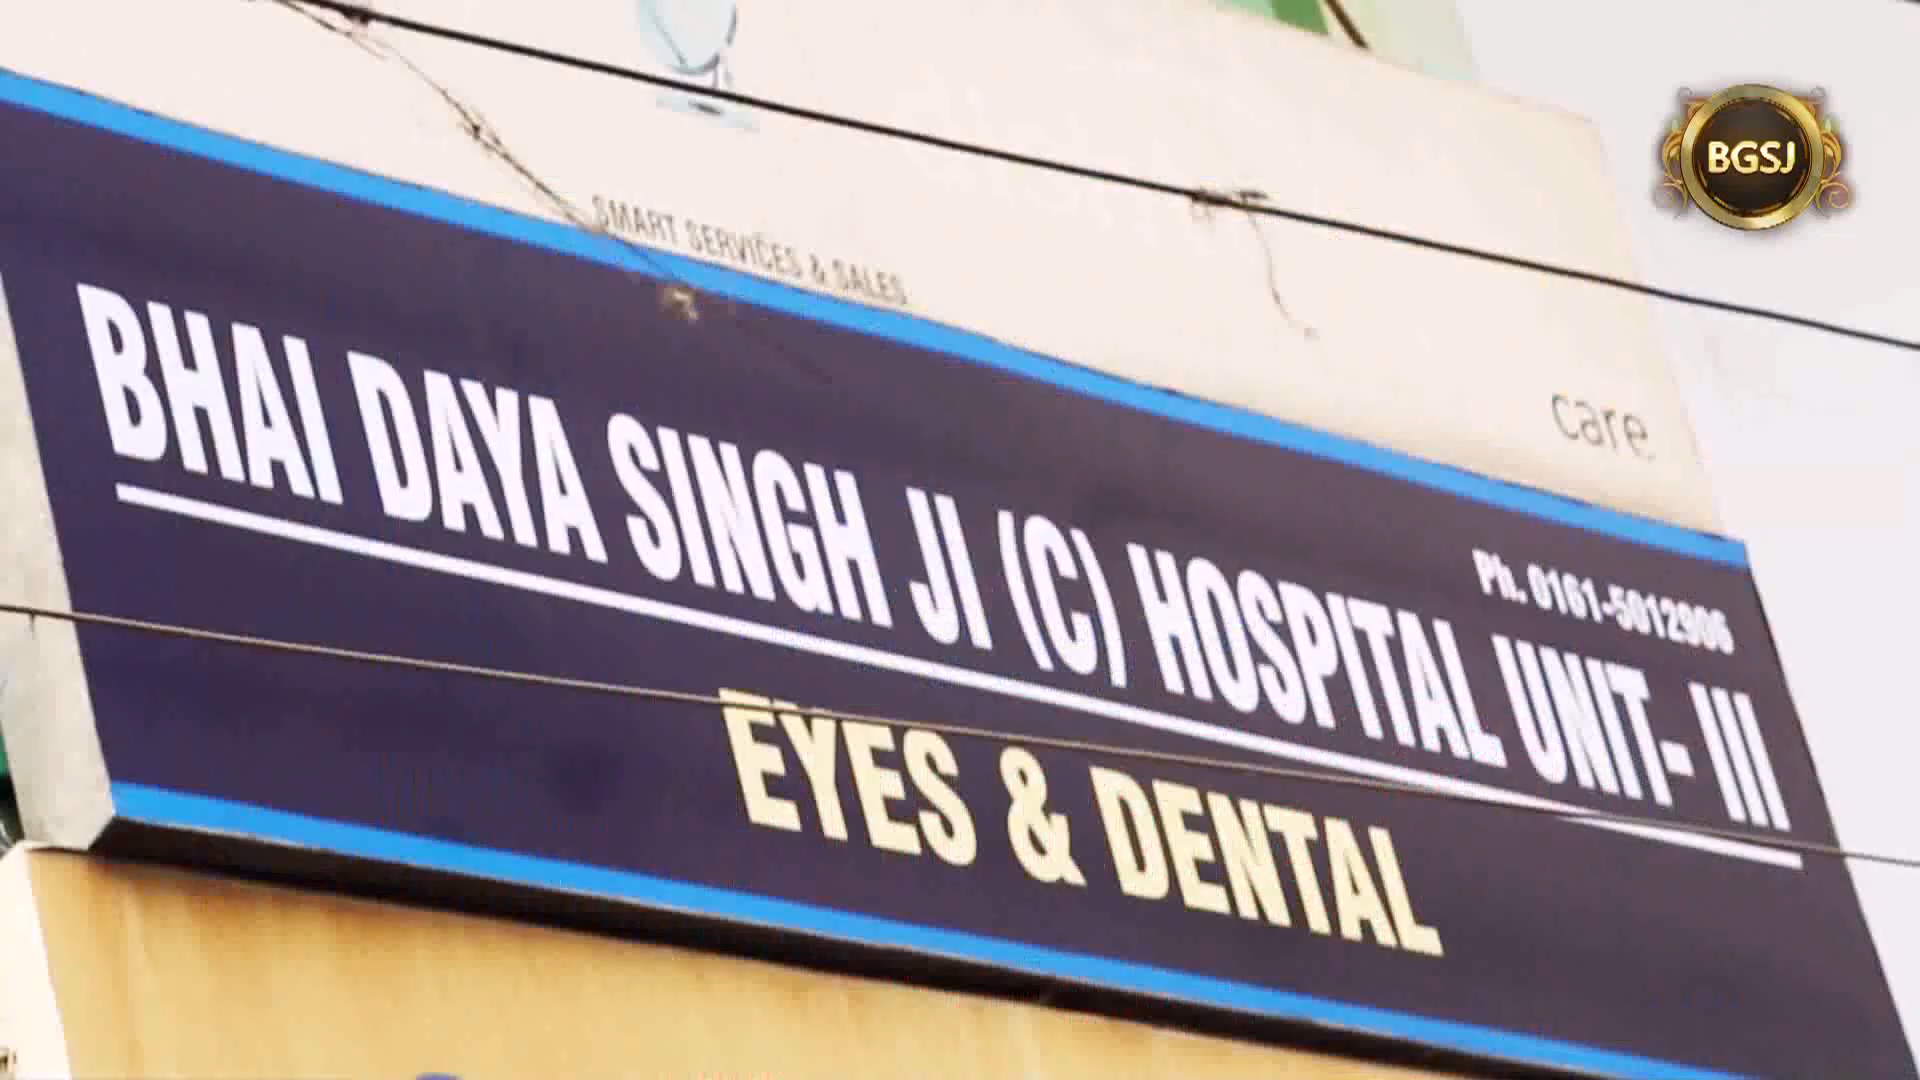 BGSJ
SMART SERVICES & SALES
care
Ph. 0161-5012906
BHAI DAYA SINGH JI (C) HOSPITAL UNIT- III
EYES & DENTAL